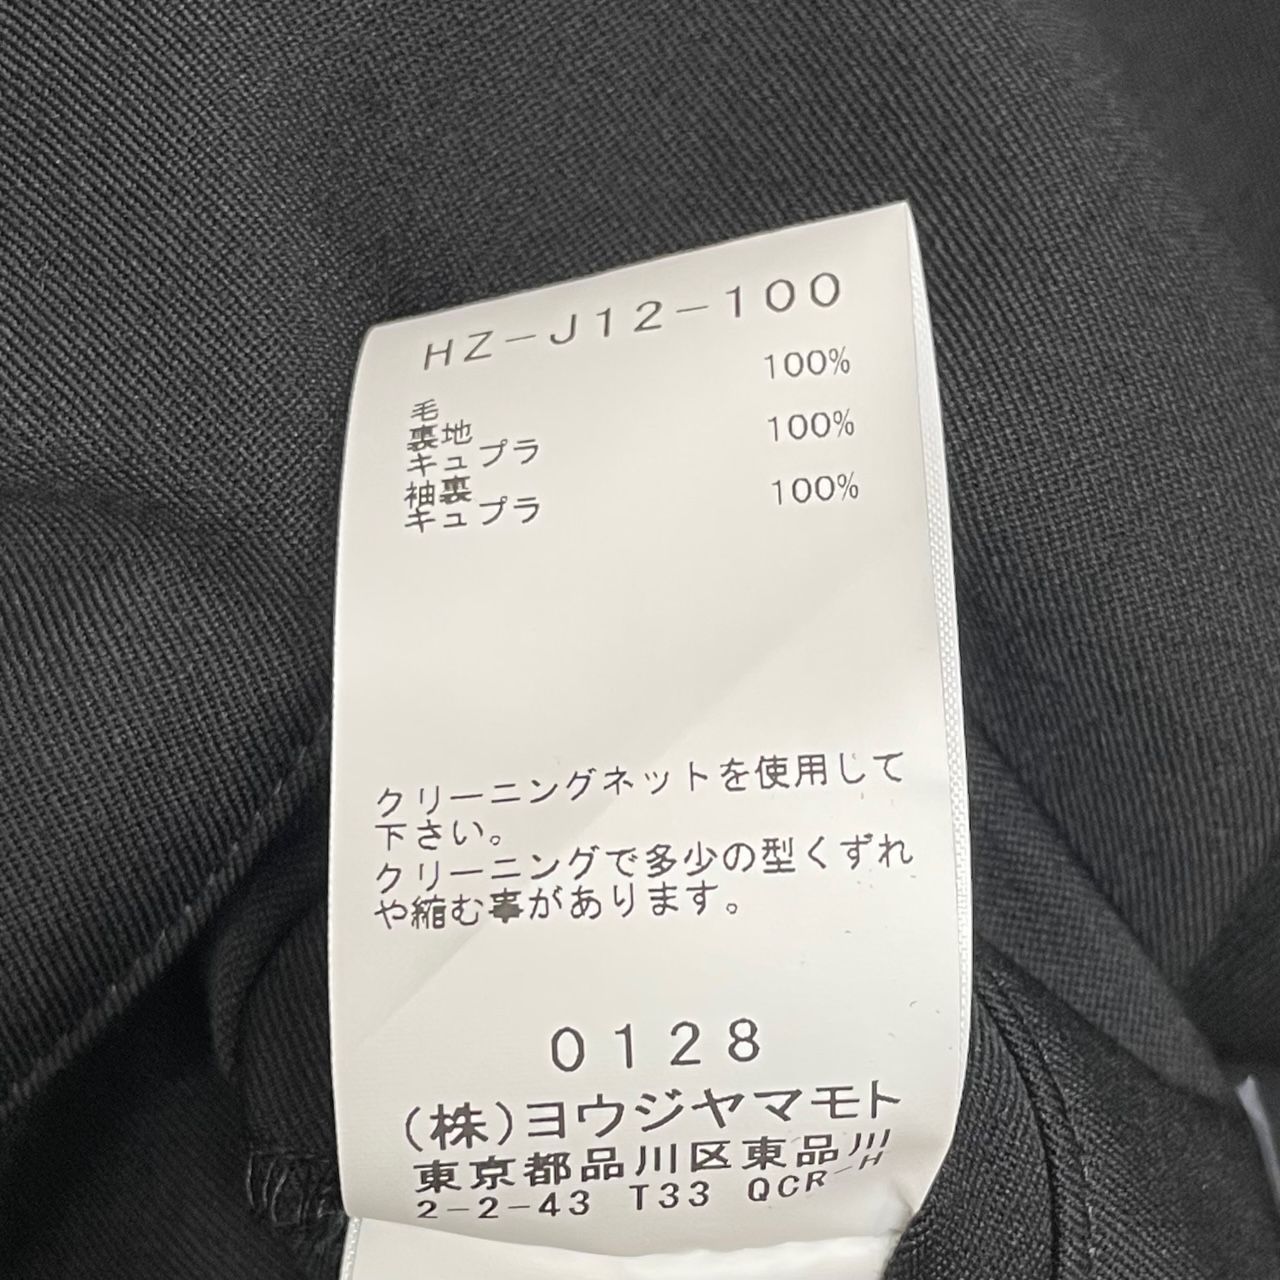 HZ-J12-100
毛 100%
裏地
キュプラ 100%
袖裏
キュプラ 100%
クリーニングネットを使用して
下さい。
クリーニングで多少の型くずれ
や縮む事があります。
0128
(株)ヨウジヤマモト
東京都品川区東品川
2-2-43 T33 QCR-H